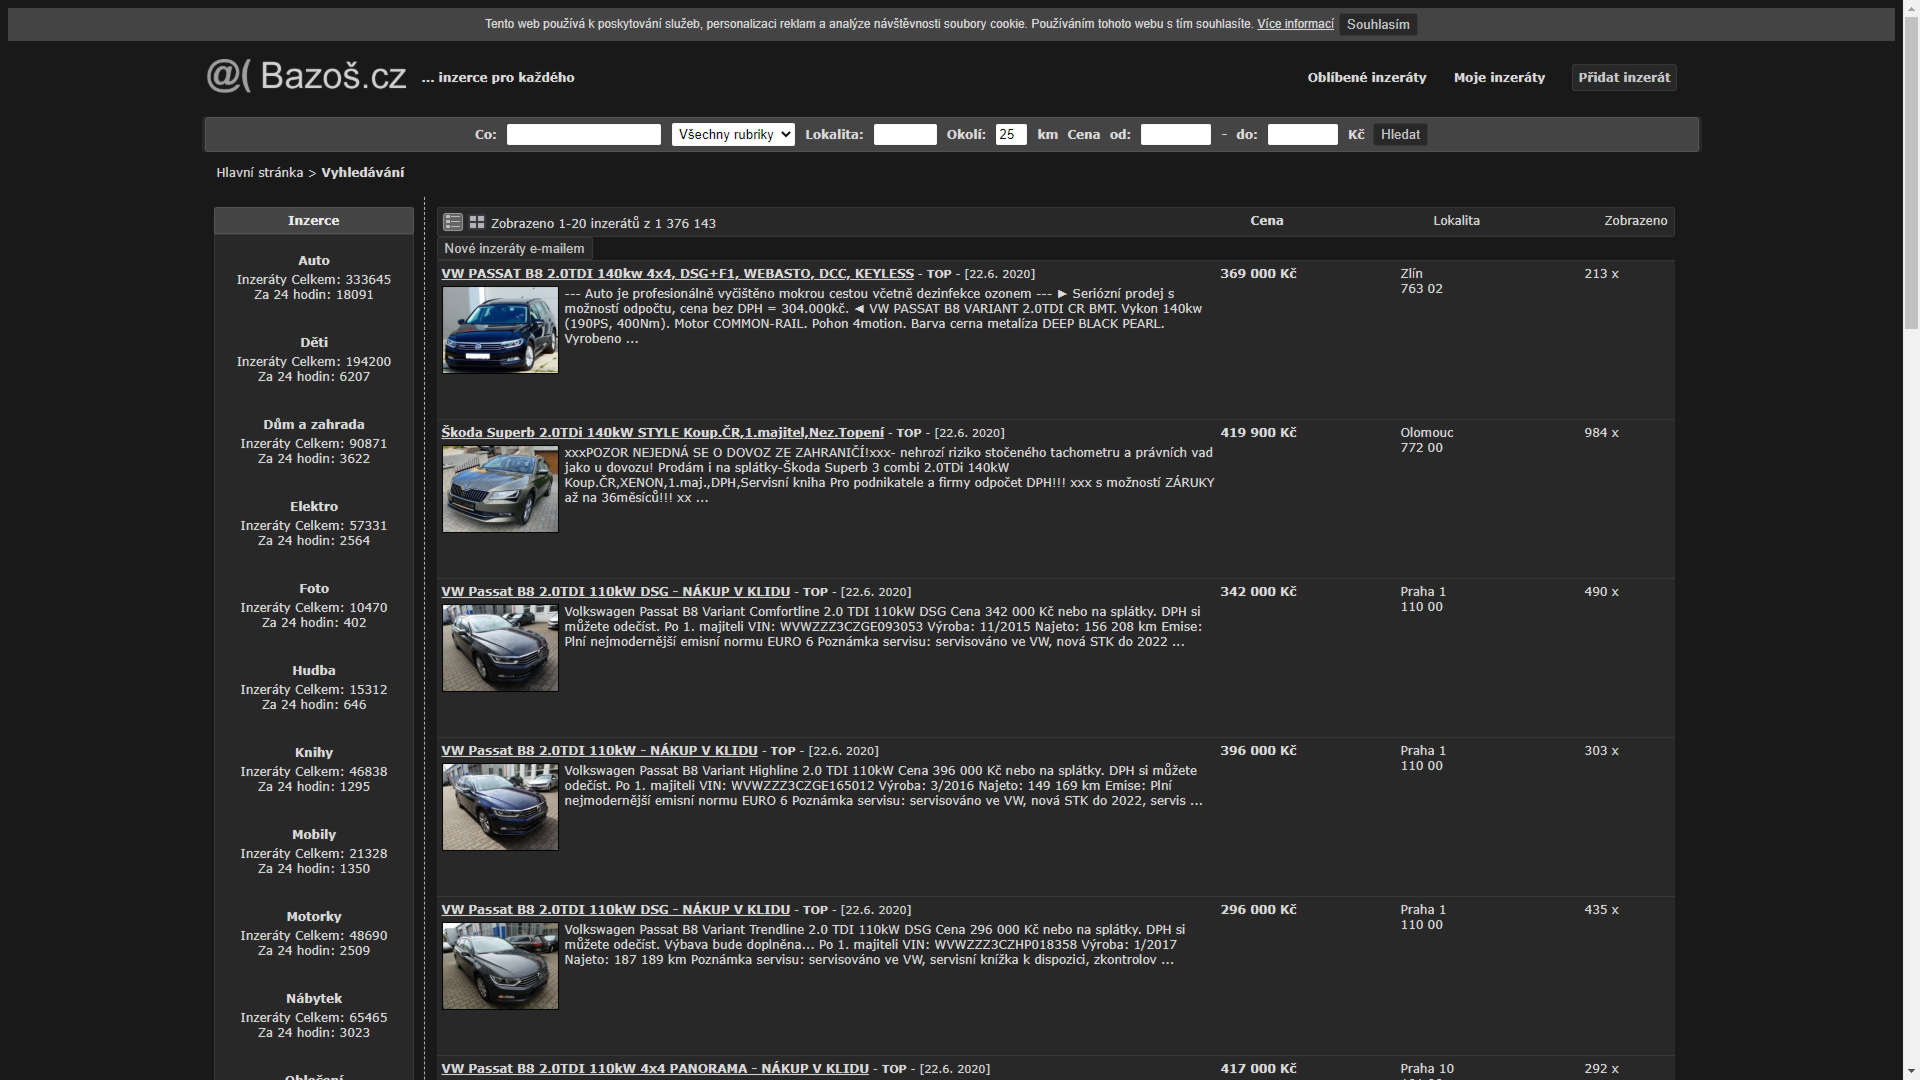 Tento web používá k poskytování služeb, personalizaci reklam a analýze návštěvnosti soubory cookie. Používáním tohoto webu s tím souhlasíte. Více informací Souhlasím
@( Bazoš.cz ... inzerce pro každého
Oblíbené inzeráty Moje inzeráty Přidat inzerát
Co: Všechny rubriky Lokalita: Okolí: 25 km Cena od: - do: Kč Hledat
Hlavní stránka > Vyhledávání
Inzerce
Auto
Inzeráty Celkem: 333645
Za 24 hodin: 18091
Děti
Inzeráty Celkem: 194200
Za 24 hodin: 6207
Dům a zahrada
Inzeráty Celkem: 90871
Za 24 hodin: 3622
Elektro
Inzeráty Celkem: 57331
Za 24 hodin: 2564
Foto
Inzeráty Celkem: 10470
Za 24 hodin: 402
Hudba
Inzeráty Celkem: 15312
Za 24 hodin: 646
Knihy
Inzeráty Celkem: 46838
Za 24 hodin: 1295
Mobily
Inzeráty Celkem: 21328
Za 24 hodin: 1350
Motorky
Inzeráty Celkem: 48690
Za 24 hodin: 2509
Nábytek
Inzeráty Celkem: 65465
Za 24 hodin: 3023
Zobrazeno 1-20 inzerátů z 1 376 143 Cena Lokalita Zobrazeno
Nové inzeráty e-mailem
VW PASSAT B8 2.0TDI 140kw 4x4, DSG+F1, WEBASTO, DCC, KEYLESS - TOP - [22.6. 2020] 369 000 Kč Zlín 213 x
763 02
--- Auto je profesionálně vyčištěno mokrou cestou včetně dezinfekce ozonem --- ► Seriózní prodej s
možností odpočtu, cena bez DPH = 304.000kč. ◄ VW PASSAT B8 VARIANT 2.0TDI CR BMT. Vykon 140kw
(190PS, 400Nm). Motor COMMON-RAIL. Pohon 4motion. Barva cerna metalíza DEEP BLACK PEARL.
Vyrobeno ...
Škoda Superb 2.0TDi 140kW STYLE Koup.ČR,1.majitel,Nez.Topení - TOP - [22.6. 2020] 419 900 Kč Olomouc 984 x
772 00
xxxPOZOR NEJEDNÁ SE O DOVOZ ZE ZAHRANIČÍ!xxx- nehrozí riziko stočeného tachometru a právních vad
jako u dovozu! Prodám i na splátky-Škoda Superb 3 combi 2.0TDi 140kW
Koup.ČR,XENON,1.maj.,DPH,Servisní kniha Pro podnikatele a firmy odpočet DPH!!! xxx s možností ZÁRUKY
až na 36měsíců!!! xx ...
VW Passat B8 2.0TDI 110kW DSG - NÁKUP V KLIDU - TOP - [22.6. 2020] 342 000 Kč Praha 1 490 x
110 00
Volkswagen Passat B8 Variant Comfortline 2.0 TDI 110kW DSG Cena 342 000 Kč nebo na splátky. DPH si
můžete odečíst. Po 1. majiteli VIN: WVWZZZ3CZGE093053 Výroba: 11/2015 Najeto: 156 208 km Emise:
Plní nejmodernější emisní normu EURO 6 Poznámka servisu: servisováno ve VW, nová STK do 2022 ...
VW Passat B8 2.0TDI 110kW - NÁKUP V KLIDU - TOP - [22.6. 2020] 396 000 Kč Praha 1 303 x
110 00
Volkswagen Passat B8 Variant Highline 2.0 TDI 110kW Cena 396 000 Kč nebo na splátky. DPH si můžete
odečíst. Po 1. majiteli VIN: WVWZZZ3CZGE165012 Výroba: 3/2016 Najeto: 149 169 km Emise: Plní
nejmodernější emisní normu EURO 6 Poznámka servisu: servisováno ve VW, nová STK do 2022, servis ...
VW Passat B8 2.0TDI 110kW DSG - NÁKUP V KLIDU - TOP - [22.6. 2020] 296 000 Kč Praha 1 435 x
110 00
Volkswagen Passat B8 Variant Trendline 2.0 TDI 110kW DSG Cena 296 000 Kč nebo na splátky. DPH si
můžete odečíst. Výbava bude doplněna... Po 1. majiteli VIN: WVWZZZ3CZHP018358 Výroba: 1/2017
Najeto: 187 189 km Poznámka servisu: servisováno ve VW, servisní knížka k dispozici, zkontrolov ...
VW Passat B8 2.0TDI 110kW 4x4 PANORAMA - NÁKUP V KLIDU - TOP - [22.6. 2020] 417 000 Kč Praha 10 292 x